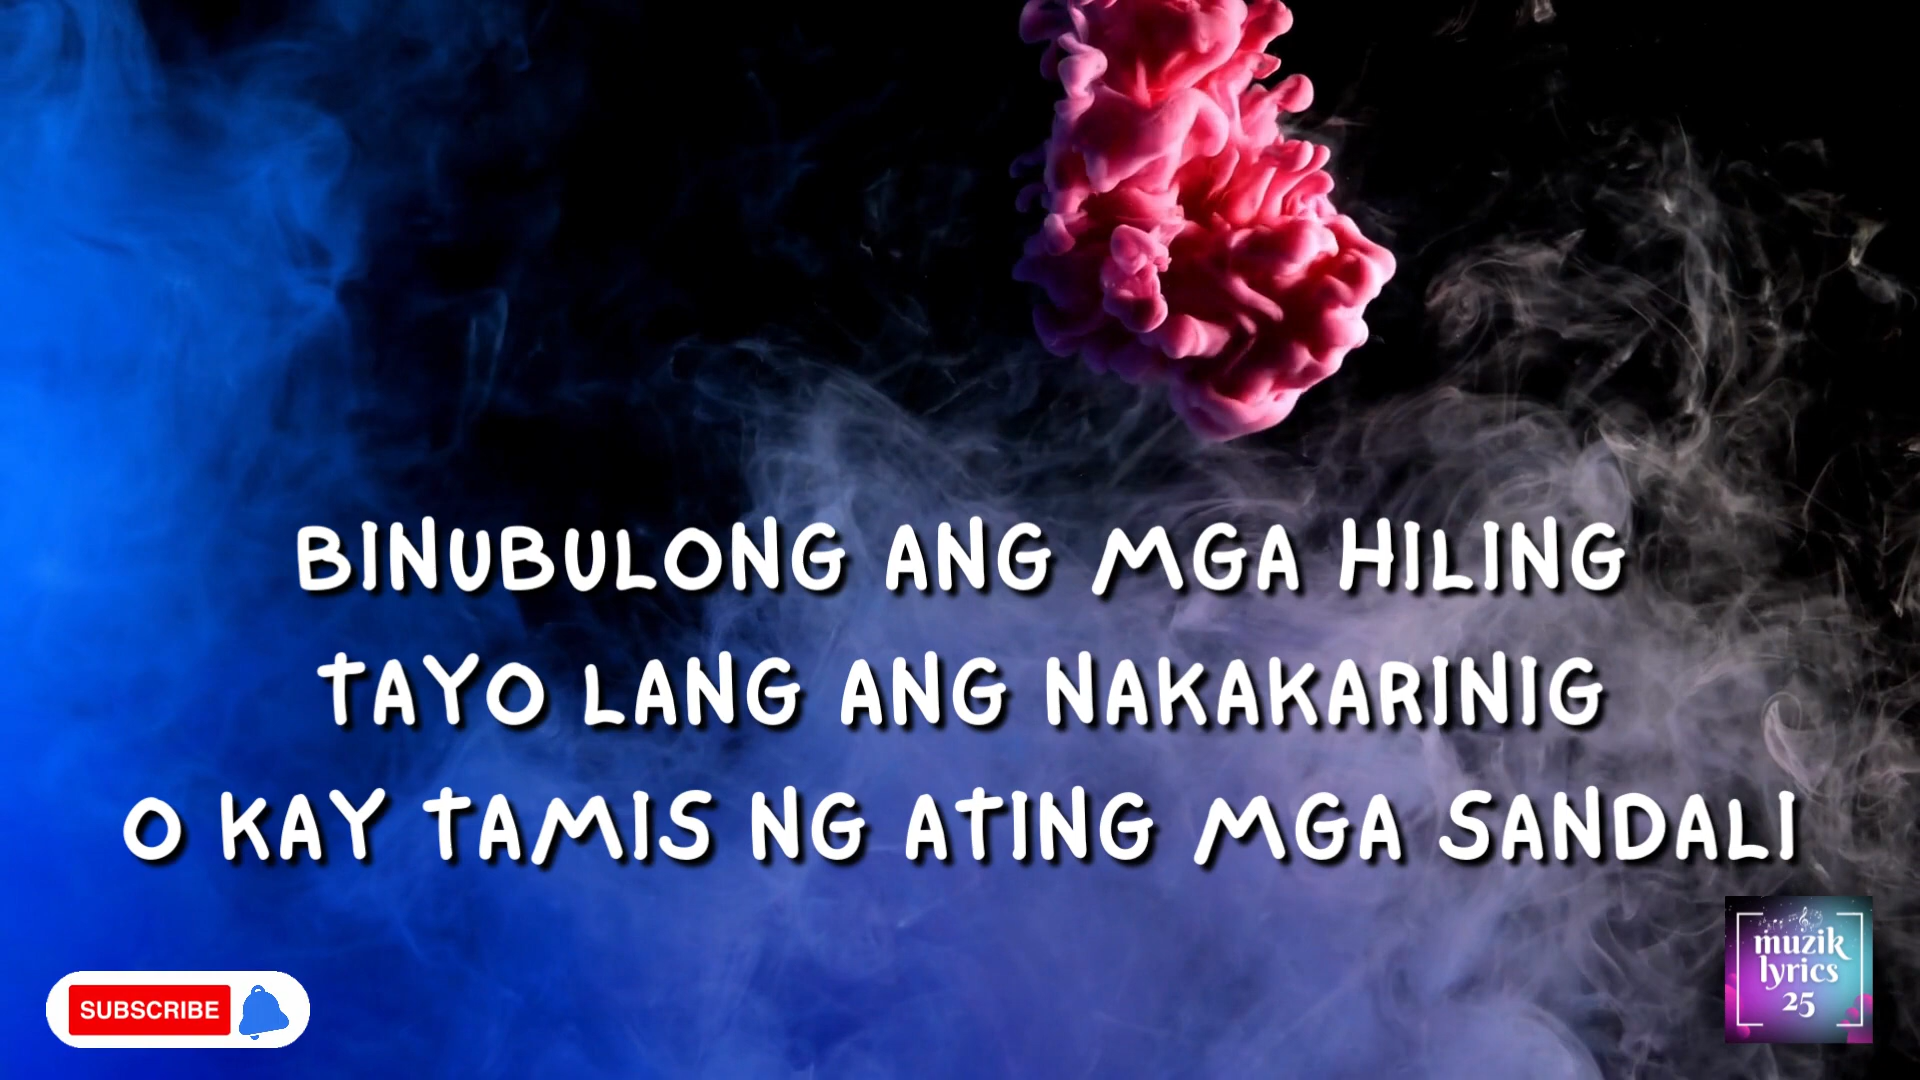 BINUBULONG ANG MGA HILING
TAYO LANG ANG NAKAKARINIG
O KAY TAMIS NG ATING MGA SANDALI
SUBSCRIBE
muzik
lyrics
25